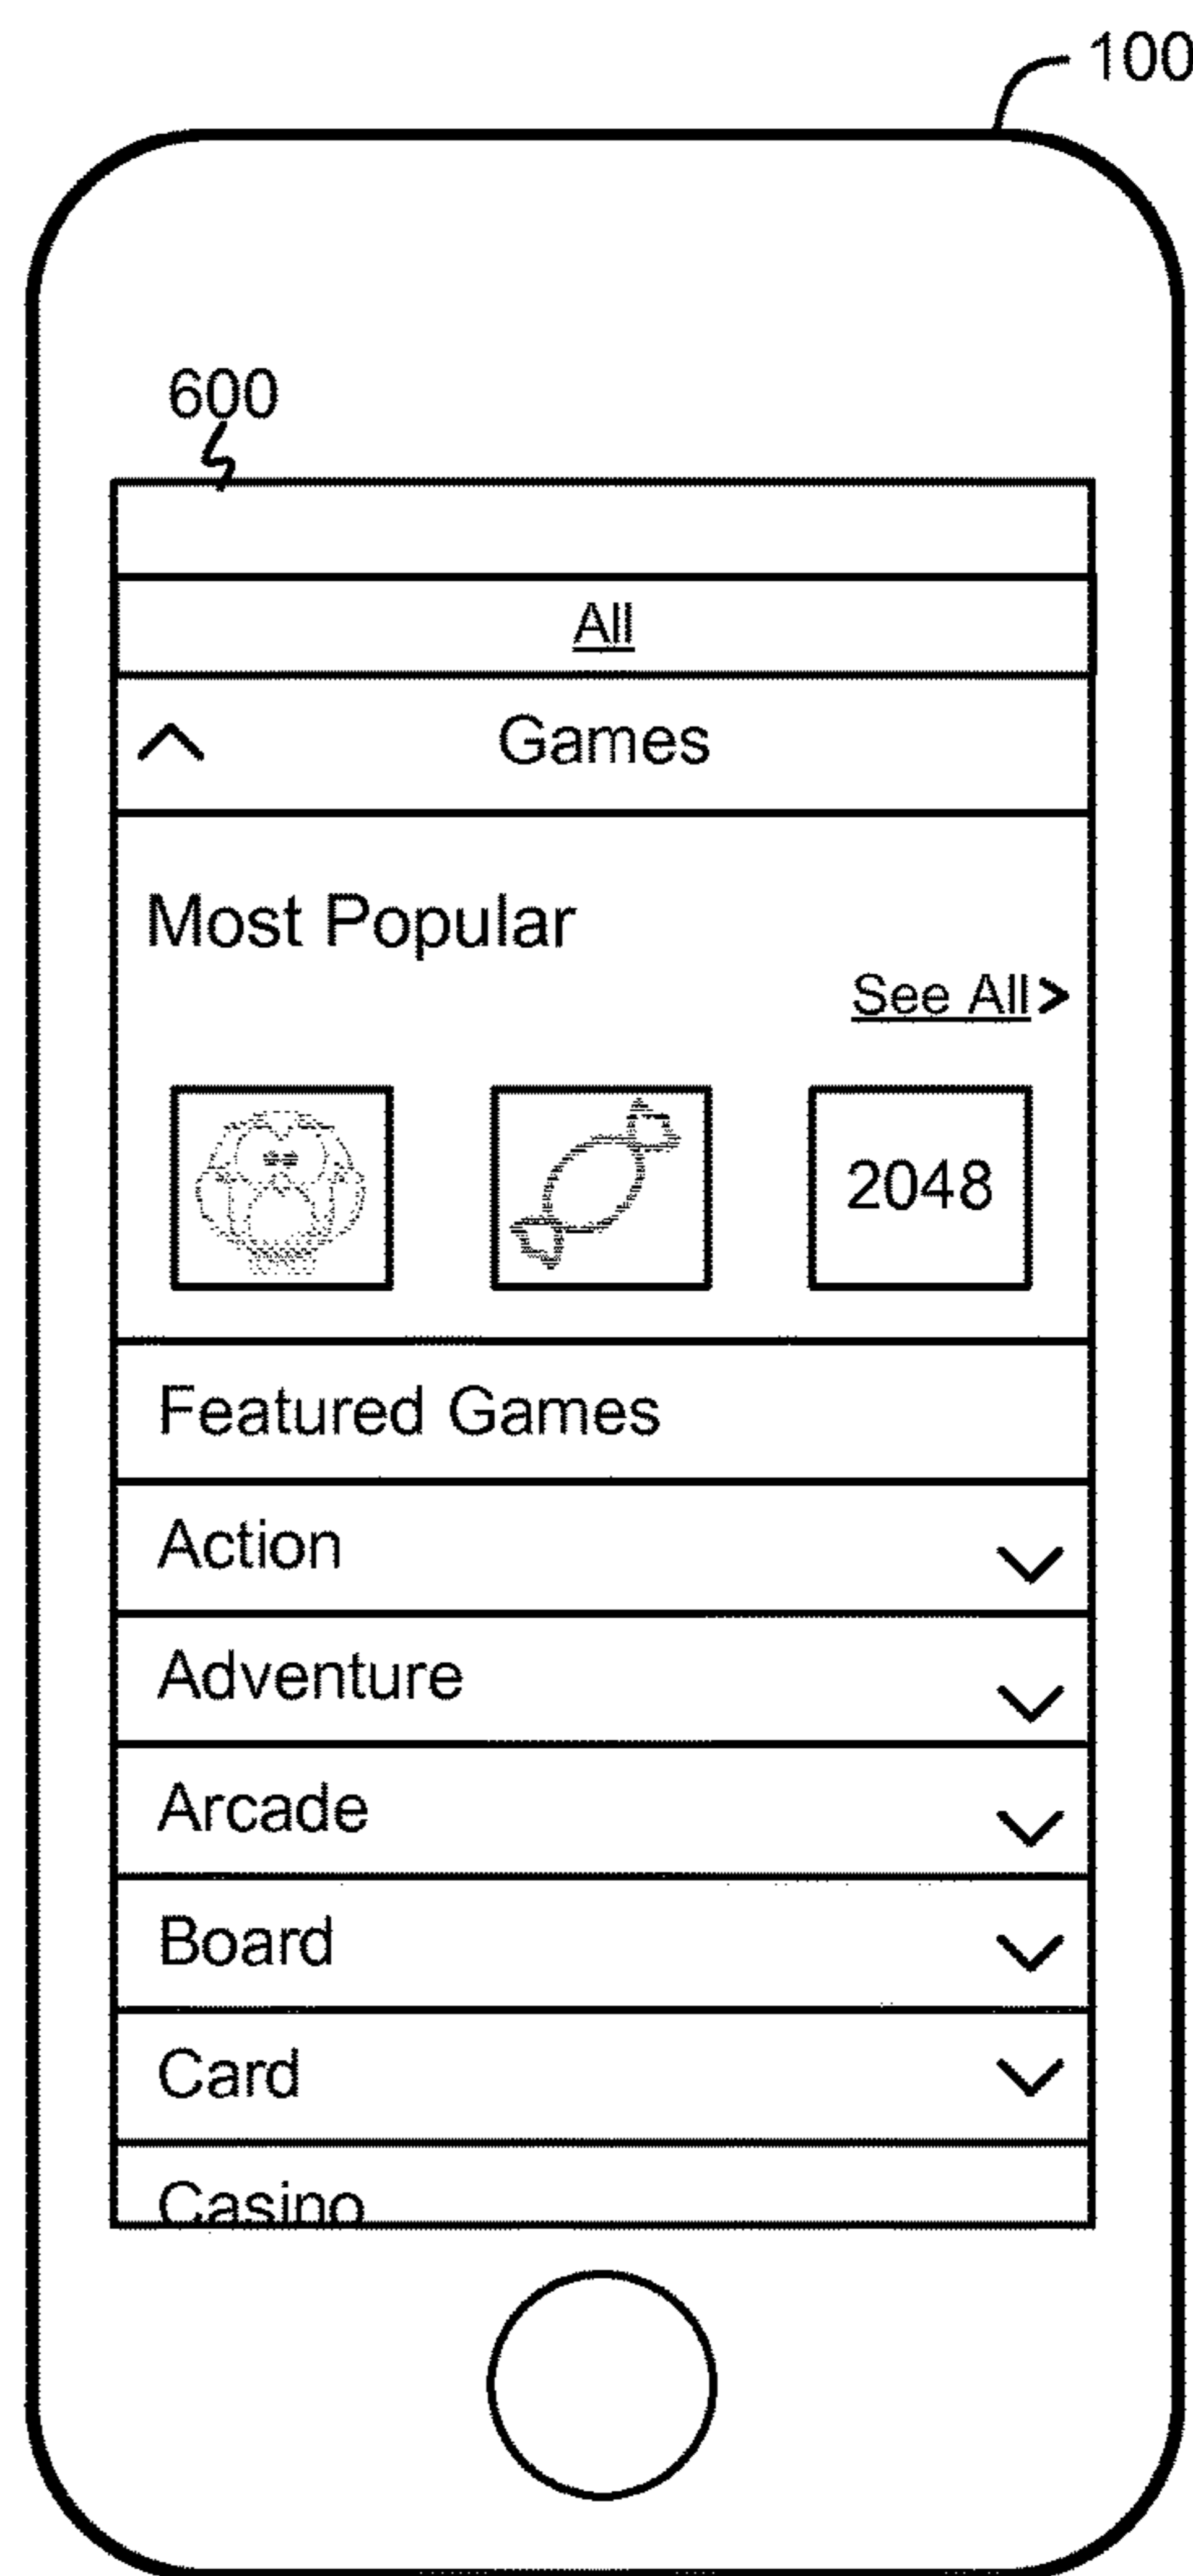 100
600
All
Games
Most Popular
See All>
2048
Featured Games
Action
Adventure
Arcade
Board
Card
Casino